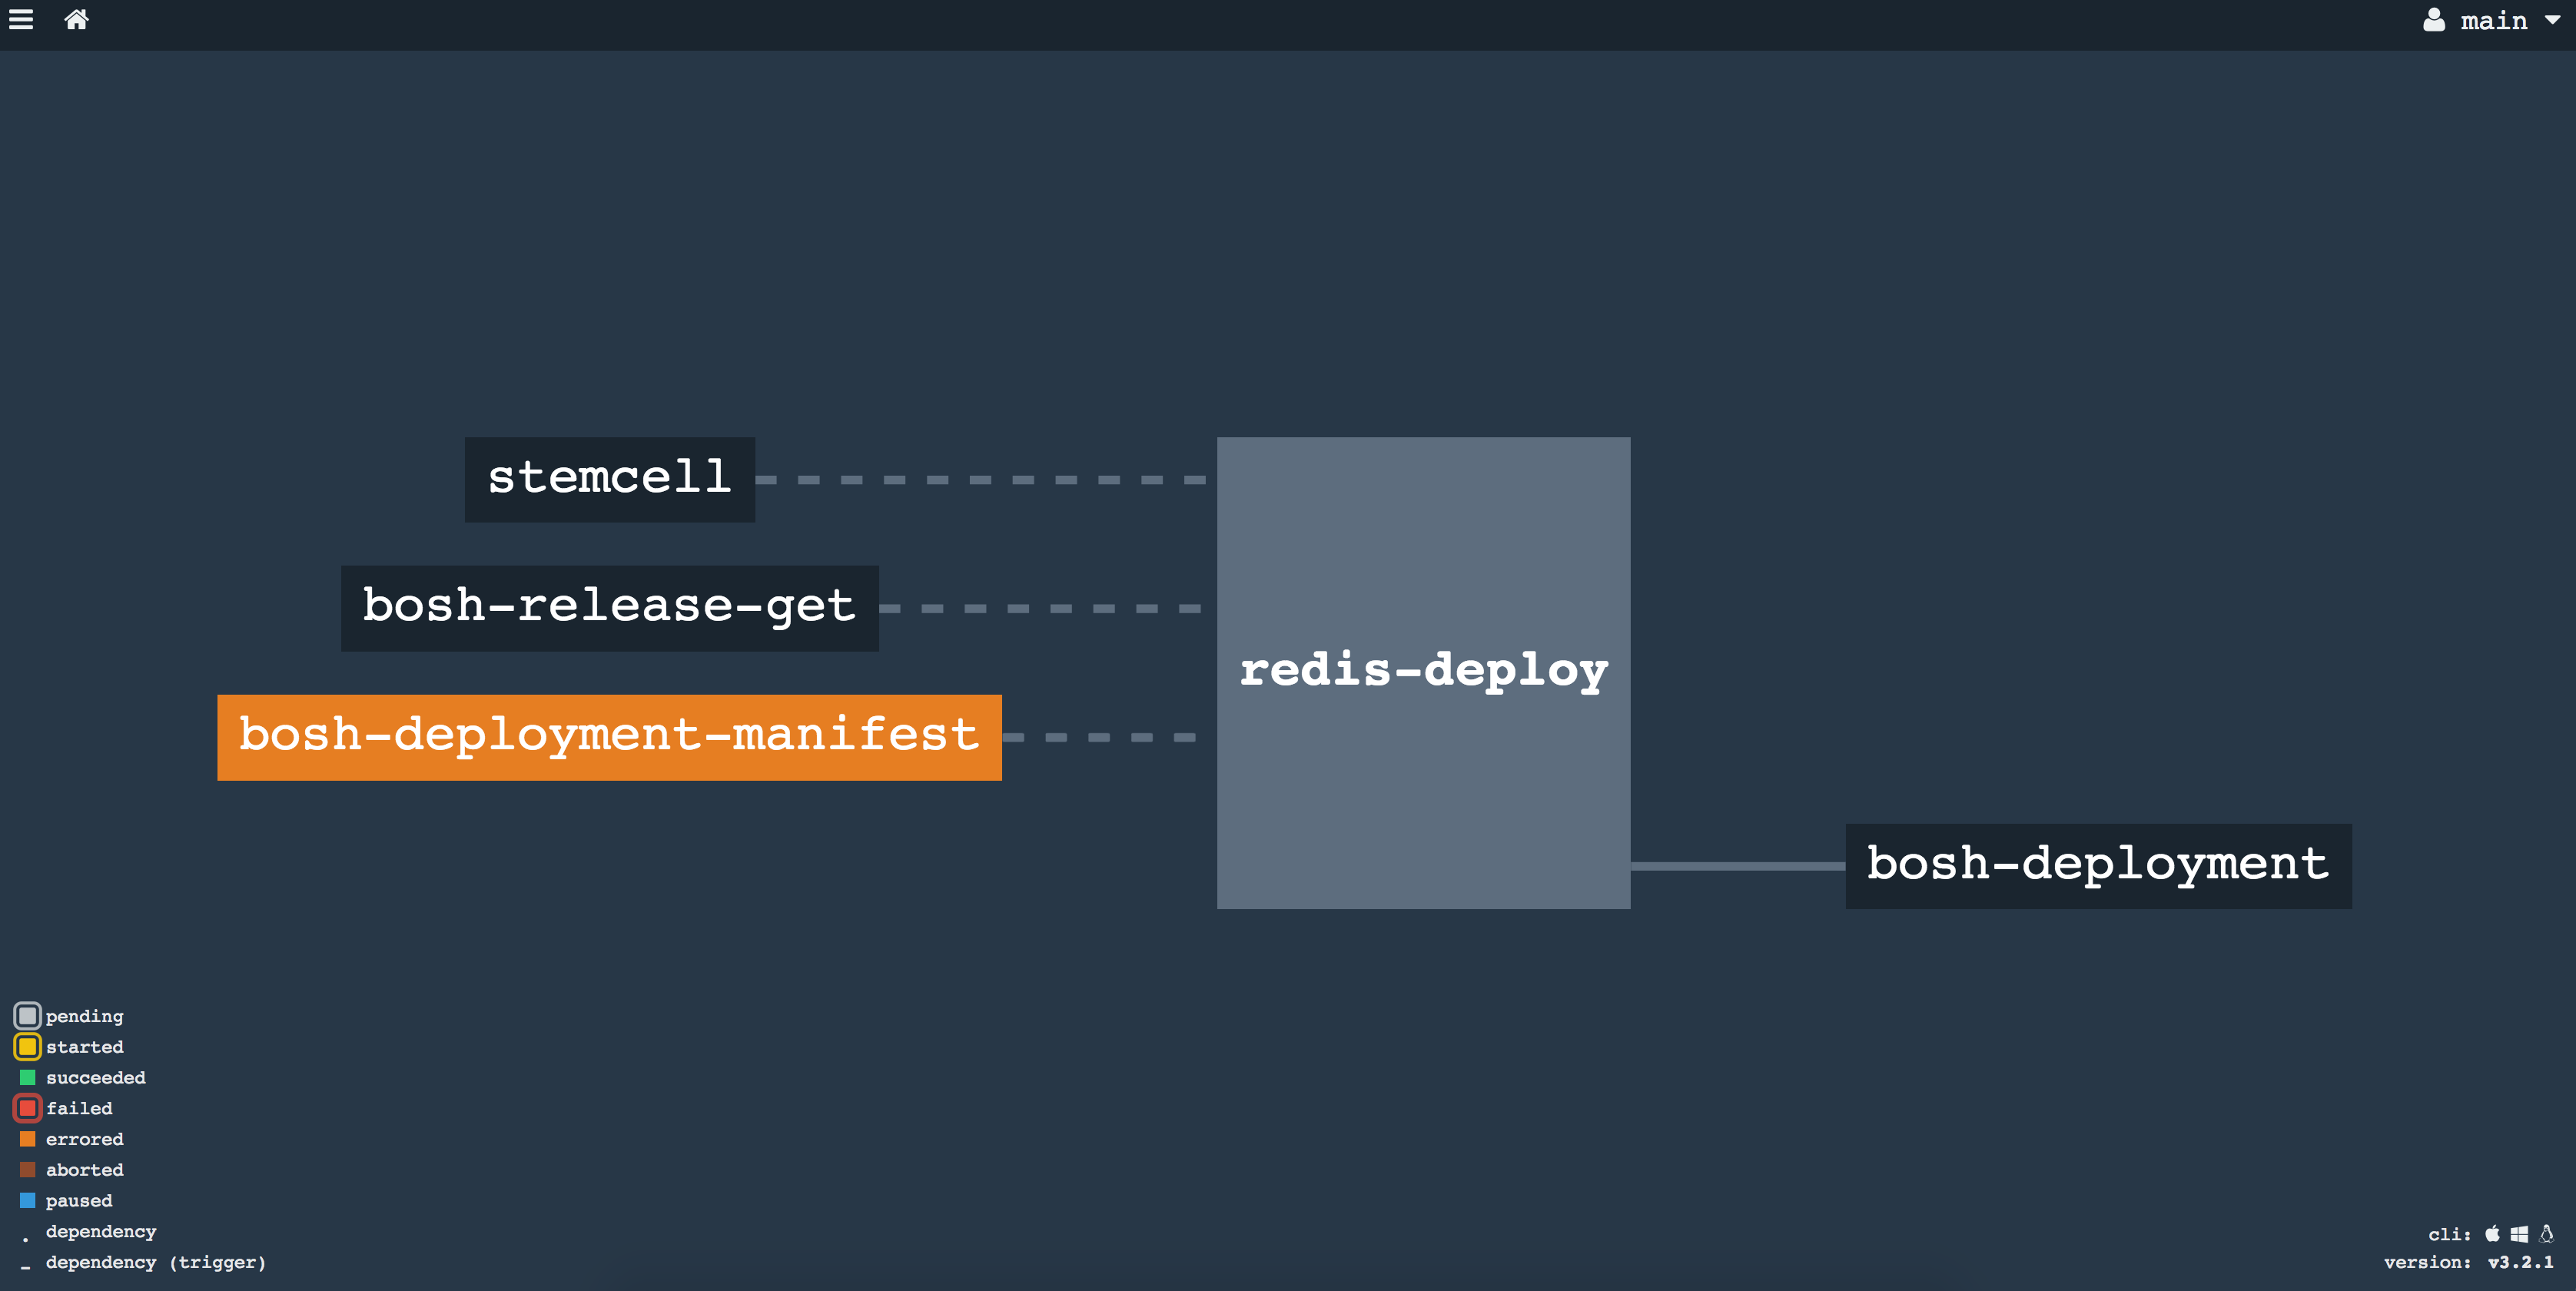 main
stemcell
bosh-release-get
redis-deploy
bosh-deployment-manifest
bosh-deployment
pending
started
succeeded
failed
errored
aborted
paused
. dependency
- dependency (trigger)
cli:
version: v3.2.1